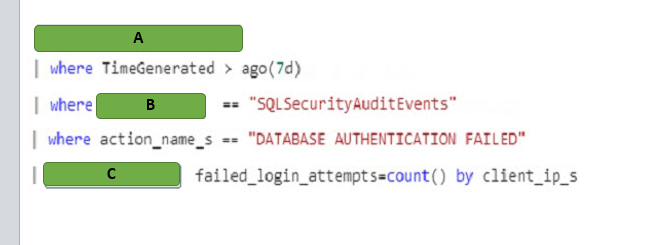 A
| where TimeGenerated > ago(7d)
| where B == "SQLSecurityAuditEvents"
| where action_name_s == "DATABASE AUTHENTICATION FAILED"
| C failed_login_attempts=count() by client_ip_s